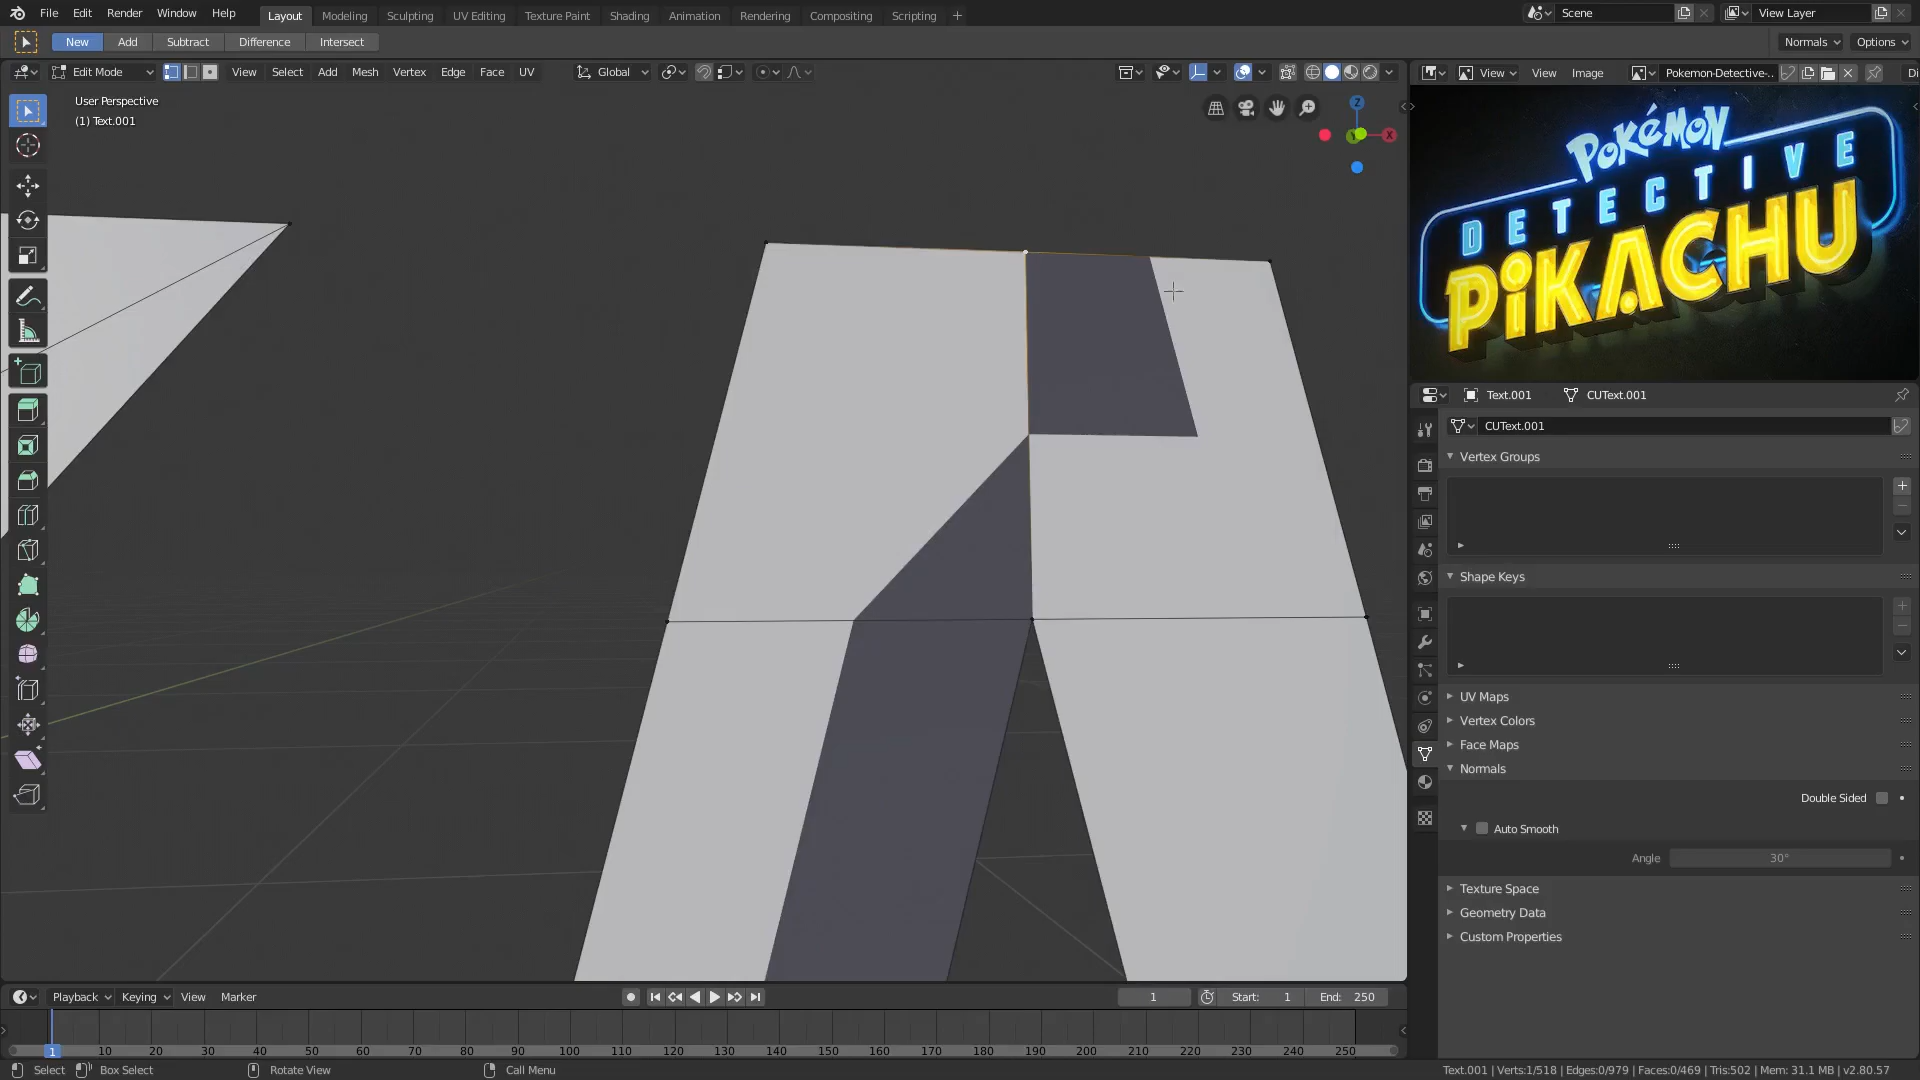 File Edit Render Window Help Layout Modeling Sculpting UV Editing Texture Paint Shading Animation Rendering Compositing Scripting + Scene View Layer
New Add Subtract Difference Intersect Normals Options
Edit Mode View Select Add Mesh Vertex Edge Face UV Global View View Image Pokemon-Detective-.. Di
User Perspective
(1) Text.001
Z
X
POKéMON
DETECTIVE
PiKACHU
Text.001 CUText.001
CUText.001
Vertex Groups
Shape Keys
UV Maps
Vertex Colors
Face Maps
Normals
Double Sided
Auto Smooth
Angle 30°
Texture Space
Geometry Data
Custom Properties
Playback Keying View Marker 1 Start: 1 End: 250
1 10 20 30 40 50 60 70 80 90 100 110 120 130 140 150 160 170 180 190 200 210 220 230 240 250
Select Box Select Rotate View Call Menu Text.001 | Verts:1/518 | Edges:0/979 | Faces:0/469 | Tris:502 | Mem: 31.1 MB | v2.80.57